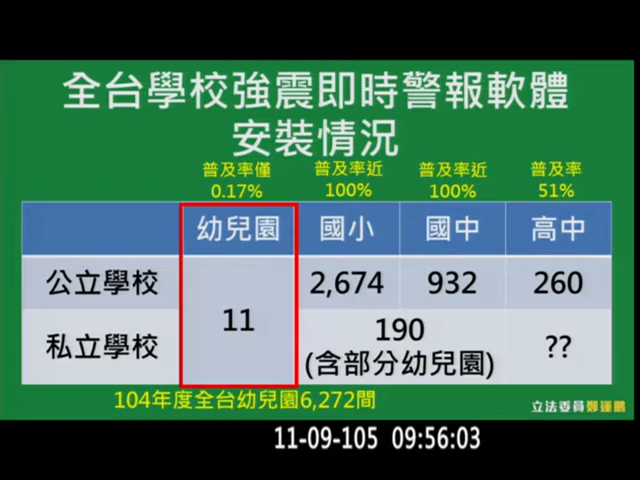 全台學校強震即時警報軟體
安裝情況
普及率僅 普及率近 普及率近 普及率
0.17% 100% 100% 51%
幼兒園 國小 國中 高中
公立學校 2,674 932 260
11
私立學校 190 ??
(含部分幼兒園)
104年度全台幼兒園6,272間
立法委員鄭運鵬
11-09-105 09:56:03